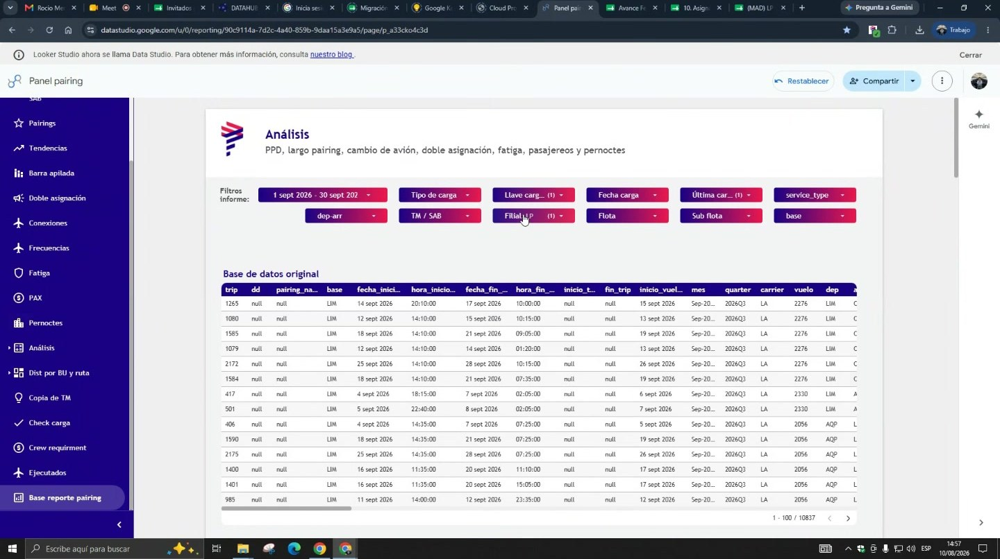 Rocio Me
Meet
Invitados
DATAHUB
Inicia sesi
Migración
Google K
Cloud Pro
Panel pair
Avance F
10. Asign
(MAD) LP
Pregunta a Gemini
datastudio.google.com/u/0/reporting/90c9114a-7d2c-4a40-859b-9daa15a3e9a5/page/p_a33cko4c3d
Trabajo
Looker Studio ahora se llama Data Studio. Para obtener más información, consulta nuestro blog.
Cerrar
Panel pairing
Restablecer
Compartir
Gemini
SAB
Pairings
Tendencias
Barra apilada
Doble asignación
Conexiones
Frecuencias
Fatiga
PAX
Pernoctes
Análisis
Dist por BU y ruta
Copia de TM
Check carga
Crew requirment
Ejecutados
Base reporte pairing
Análisis
PPD, largo pairing, cambio de avión, doble asignación, fatiga, pasajereos y pernoctes
Filtros informe:
1 sept 2026 - 30 sept 202
Tipo de carga
Llave carg... (1)
Fecha carga
Última car... (1)
service_type
dep-arr
TM / SAB
Filial: LP (1)
Flota
Sub flota
base
Base de datos original
trip dd pairing_na... base fecha_inici... hora_inicio... fecha_fin_... hora_fin_... inicio_t... fin_trip inicio_vuel... mes quarter carrier vuelo dep a
1265 null null LIM 14 sept 2026 20:10:00 17 sept 2026 10:00:00 null null 15 sept 2026 Sep-20... 2026Q3 LA 2276 LIM C
1080 null null LIM 12 sept 2026 14:10:00 15 sept 2026 10:15:00 null null 13 sept 2026 Sep-20... 2026Q3 LA 2276 LIM C
1585 null null LIM 18 sept 2026 14:10:00 21 sept 2026 09:05:00 null null 19 sept 2026 Sep-20... 2026Q3 LA 2276 LIM C
1079 null null LIM 12 sept 2026 14:10:00 14 sept 2026 01:20:00 null null 13 sept 2026 Sep-20... 2026Q3 LA 2276 LIM C
2172 null null LIM 25 sept 2026 14:10:00 28 sept 2026 10:15:00 null null 26 sept 2026 Sep-20... 2026Q3 LA 2276 LIM C
1584 null null LIM 18 sept 2026 14:10:00 21 sept 2026 07:35:00 null null 19 sept 2026 Sep-20... 2026Q3 LA 2276 LIM C
417 null null LIM 4 sept 2026 18:15:00 7 sept 2026 02:05:00 null null 6 sept 2026 Sep-20... 2026Q3 LA 2330 LIM A
501 null null LIM 5 sept 2026 22:40:00 8 sept 2026 02:05:00 null null 7 sept 2026 Sep-20... 2026Q3 LA 2330 LIM A
406 null null LIM 4 sept 2026 14:35:00 7 sept 2026 07:25:00 null null 5 sept 2026 Sep-20... 2026Q3 LA 2056 AQP L
1590 null null LIM 18 sept 2026 14:35:00 21 sept 2026 07:25:00 null null 19 sept 2026 Sep-20... 2026Q3 LA 2056 AQP L
2175 null null LIM 25 sept 2026 14:35:00 28 sept 2026 07:25:00 null null 26 sept 2026 Sep-20... 2026Q3 LA 2056 AQP L
1400 null null LIM 16 sept 2026 11:35:00 20 sept 2026 11:10:00 null null 17 sept 2026 Sep-20... 2026Q3 LA 2056 AQP L
1401 null null LIM 16 sept 2026 11:35:00 20 sept 2026 15:05:00 null null 17 sept 2026 Sep-20... 2026Q3 LA 2056 AQP L
985 null null LIM 11 sept 2026 14:00:00 12 sept 2026 23:35:00 null null 12 sept 2026 Sep-20... 2026Q3 LA 2056 AQP L
1 - 100 / 10837
Escribe aquí para buscar
ESP
14:57
10/08/2026